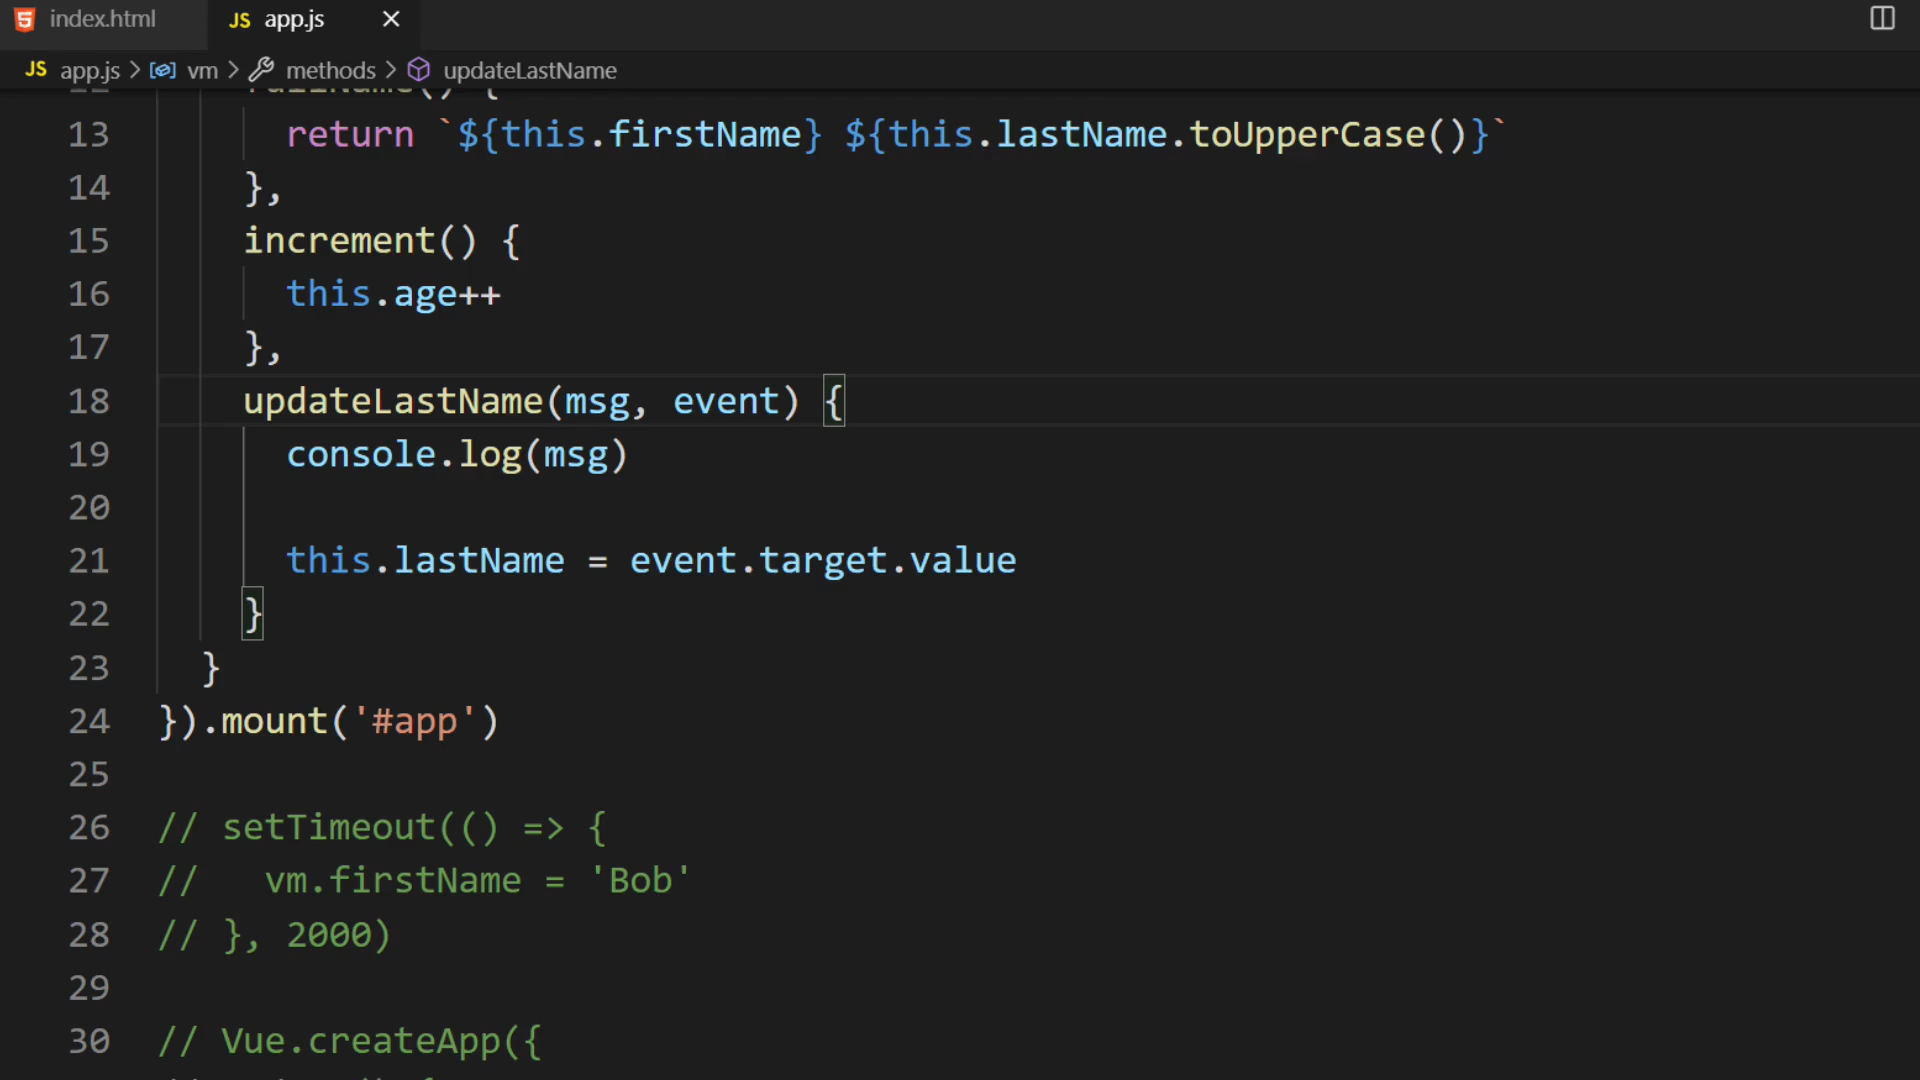 index.html
JS app.js
JS app.js > vm > methods > updateLastName
13 return `${this.firstName} ${this.lastName.toUpperCase()}`
14 },
15 increment() {
16 this.age++
17 },
18 updateLastName(msg, event) {
19 console.log(msg)
20
21 this.lastName = event.target.value
22 }
23 }
24 }).mount('#app')
25
26 // setTimeout(() => {
27 // vm.firstName = 'Bob'
28 // }, 2000)
29
30 // Vue.createApp({